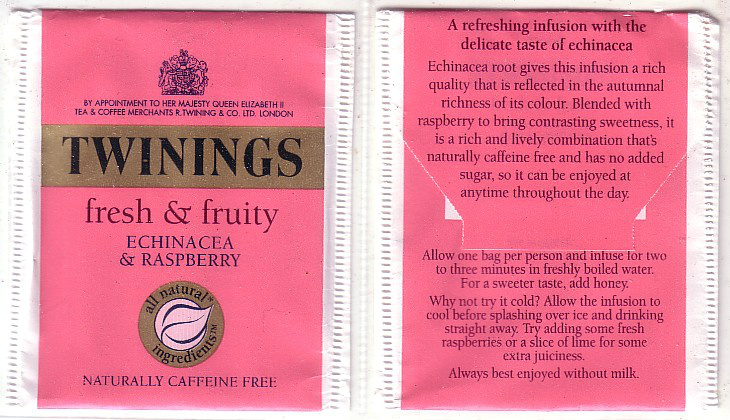 BY APPOINTMENT TO HER MAJESTY QUEEN ELIZABETH II
TEA & COFFEE MERCHANTS R.TWINING & CO. LTD. LONDON
TWININGS
fresh & fruity
ECHINACEA
& RASPBERRY
all natural*
ingredients™
NATURALLY CAFFEINE FREE
A refreshing infusion with the
delicate taste of echinacea
Echinacea root gives this infusion a rich
quality that is reflected in the autumnal
richness of its colour. Blended with
raspberry to bring contrasting sweetness, it
is a rich and lively combination that's
naturally caffeine free and has no added
sugar, so it can be enjoyed at
anytime throughout the day.
Allow one bag per person and infuse for two
to three minutes in freshly boiled water.
For a sweeter taste, add honey.
Why not try it cold? Allow the infusion to
cool before splashing over ice and drinking
straight away. Try adding some fresh
raspberries or a slice of lime for some
extra juiciness.
Always best enjoyed without milk.